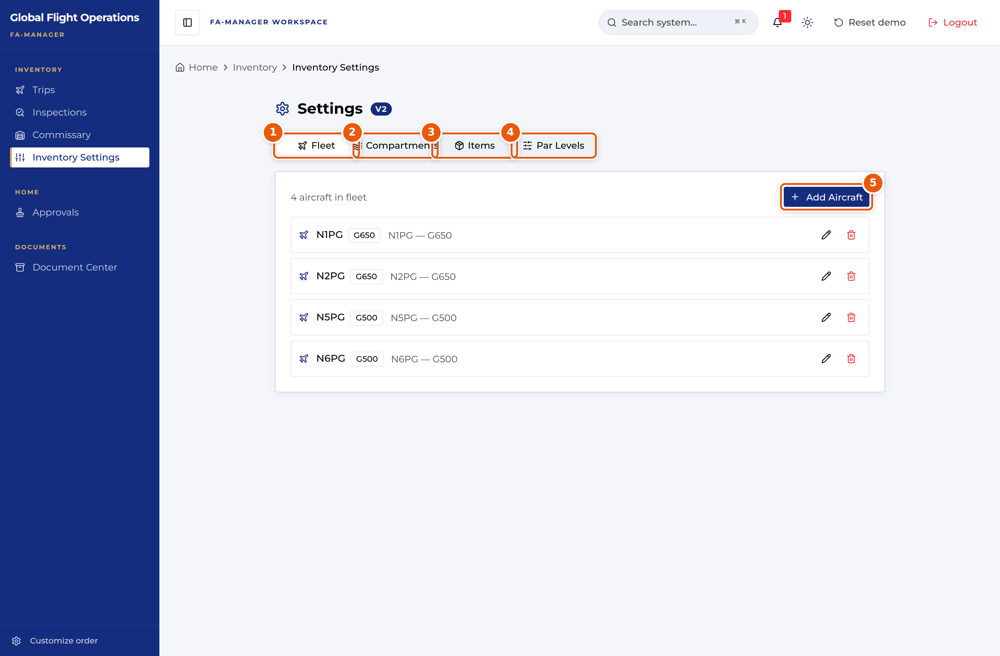 Global Flight Operations
FA-MANAGER
INVENTORY
Trips
Inspections
Commissary
Inventory Settings
HOME
Approvals
DOCUMENTS
Document Center
Customize order
FA-MANAGER WORKSPACE
Search system...
⌘ K
1
Reset demo
Logout
Home > Inventory > Inventory Settings
Settings V2
1 2 3 4
Fleet Compartments Items Par Levels
5
4 aircraft in fleet
+ Add Aircraft
N1PG G650 N1PG — G650
N2PG G650 N2PG — G650
N5PG G500 N5PG — G500
N6PG G500 N6PG — G500